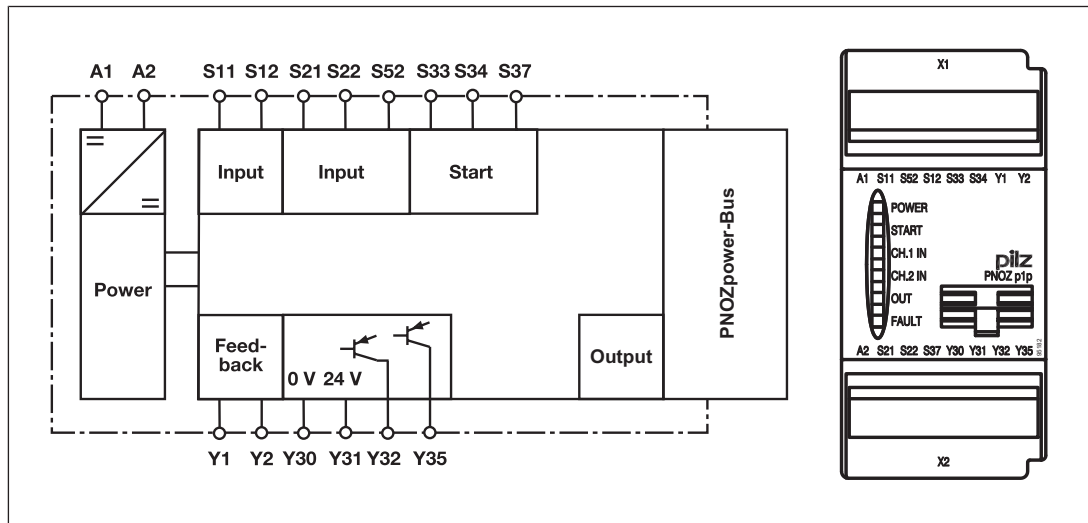 A1 A2 S11 S12 S21 S22 S52 S33 S34 S37
Input Input Start
Power
PNOZpower-Bus
Feed-
back
0 V 24 V
Output
Y1 Y2 Y30 Y31 Y32 Y35
X1
A1 S11 S52 S12 S33 S34 Y1 Y2
POWER
START
CH.1 IN
CH.2 IN
OUT
FAULT
pilz
PNOZ p1p
A2 S21 S22 S37 Y30 Y31 Y32 Y35
X2